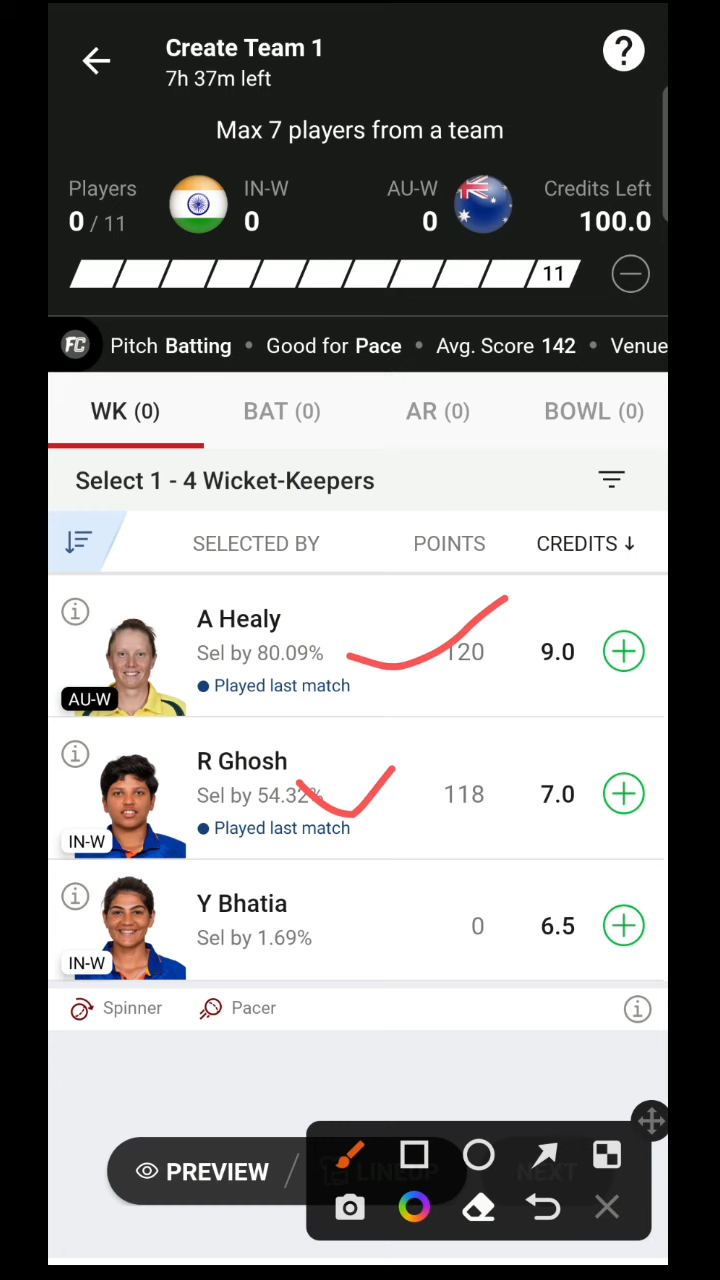 Create Team 1
7h 37m left
?
Max 7 players from a team
Players IN-W AU-W Credits Left
0 / 11 0 0 100.0
11
FC Pitch Batting • Good for Pace • Avg. Score 142 • Venue
WK (0) BAT (0) AR (0) BOWL (0)
Select 1 - 4 Wicket-Keepers
SELECTED BY POINTS CREDITS ↓
A Healy
Sel by 80.09% 120 9.0
Played last match
AU-W
R Ghosh
Sel by 54.32% 118 7.0
Played last match
IN-W
Y Bhatia
Sel by 1.69% 0 6.5
IN-W
Spinner Pacer
PREVIEW LINEUP NEXT